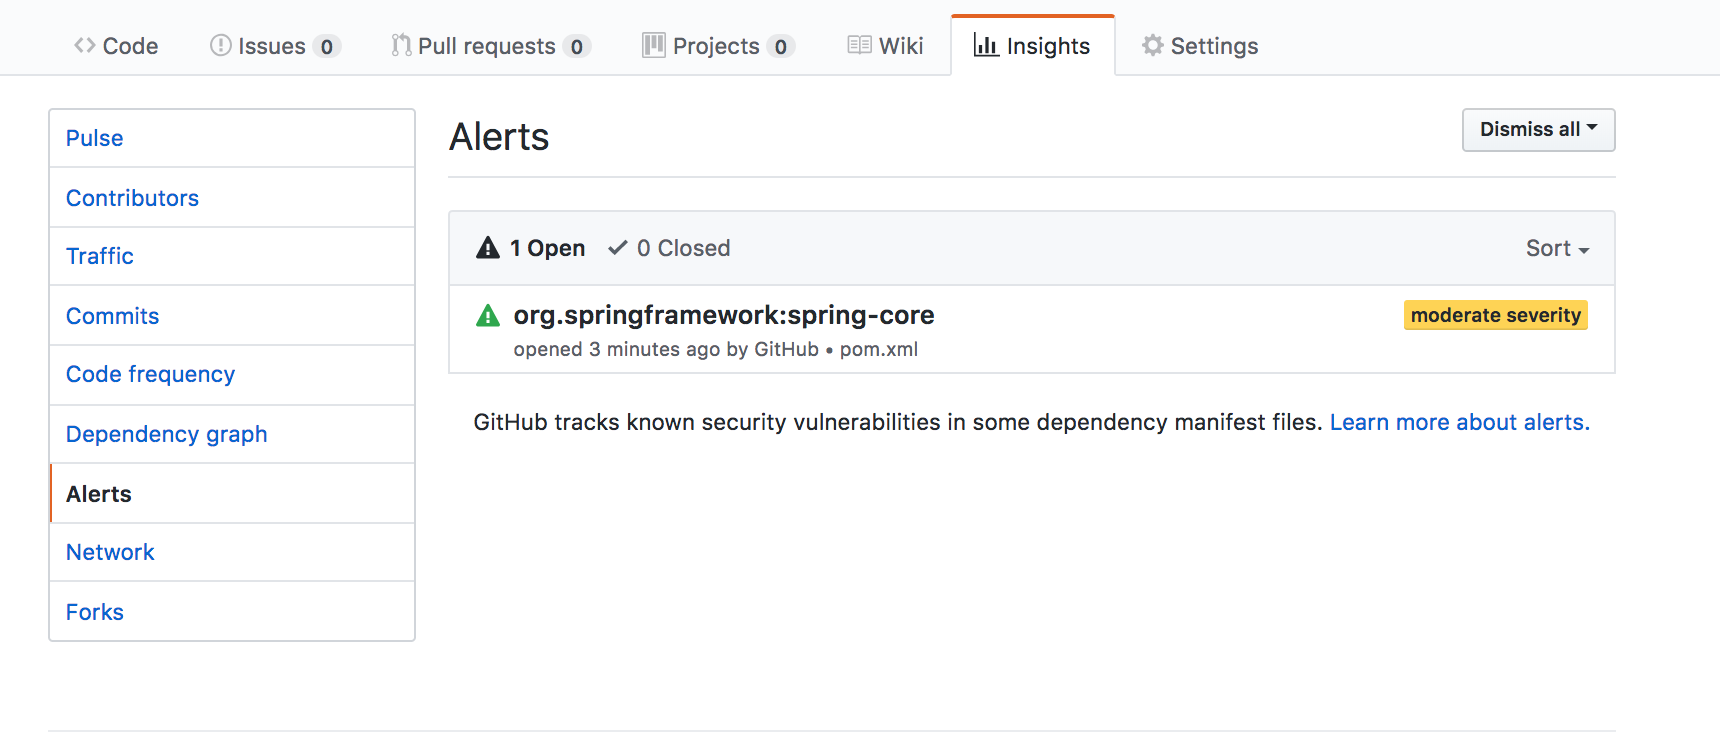 Code Issues 0 Pull requests 0 Projects 0 Wiki Insights Settings
Pulse
Contributors
Traffic
Commits
Code frequency
Dependency graph
Alerts
Network
Forks
Alerts
Dismiss all
1 Open 0 Closed
Sort
org.springframework:spring-core
moderate severity
opened 3 minutes ago by GitHub • pom.xml
GitHub tracks known security vulnerabilities in some dependency manifest files. Learn more about alerts.